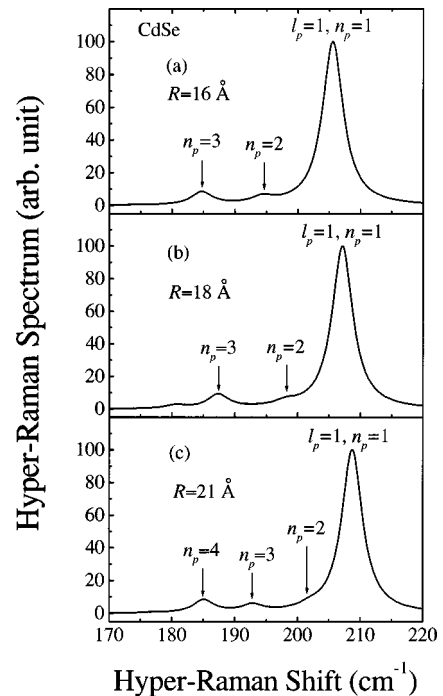 Hyper-Raman Spectrum (arb. unit)
CdSe
l_p=1, n_p=1
(a)
R=16 Å
n_p=3
n_p=2
100
80
60
40
20
0
l_p=1, n_p=1
(b)
R=18 Å
n_p=3
n_p=2
100
80
60
40
20
0
l_p=1, n_p=1
(c)
R=21 Å
n_p=4
n_p=3
n_p=2
100
80
60
40
20
0
170 180 190 200 210 220
Hyper-Raman Shift (cm⁻¹)